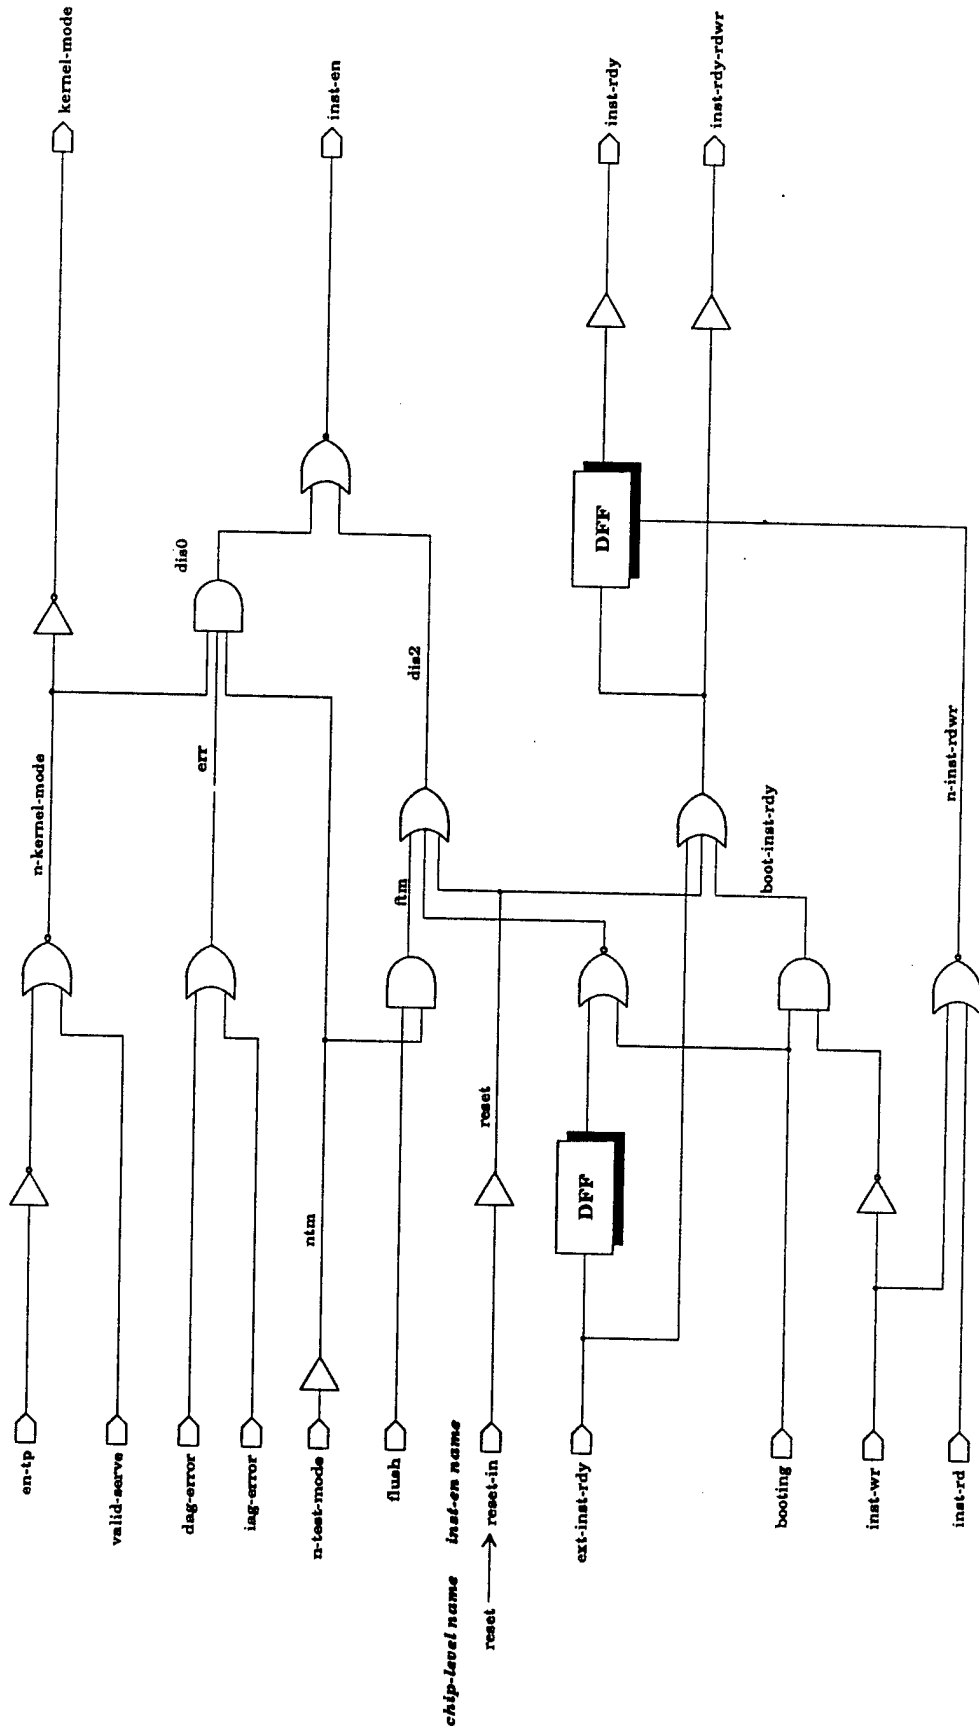 kernel-mode
inst-en
inst-rdy
inst-rdy-rdwr
dis0
DFF
n-kernel-mode
err
dis2
n-inst-rdwr
ftm
boot-inst-rdy
reset
ntm
DFF
en-tp
valid-serve
dag-error
iag-error
n-test-mode
flush
chip-level name inst-en name
reset → reset-in
ext-inst-rdy
booting
inst-wr
inst-rd